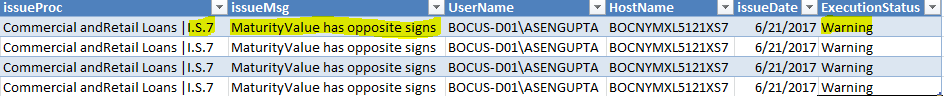 issueProc issueMsg UserName HostName issueDate ExecutionStatus
Commercial andRetail Loans |I.S.7 MaturityValue has opposite signs BOCUS-D01\ASENGUPTA BOCNYMXL5121XS7 6/21/2017 Warning
Commercial andRetail Loans |I.S.7 MaturityValue has opposite signs BOCUS-D01\ASENGUPTA BOCNYMXL5121XS7 6/21/2017 Warning
Commercial andRetail Loans |I.S.7 MaturityValue has opposite signs BOCUS-D01\ASENGUPTA BOCNYMXL5121XS7 6/21/2017 Warning
Commercial andRetail Loans |I.S.7 MaturityValue has opposite signs BOCUS-D01\ASENGUPTA BOCNYMXL5121XS7 6/21/2017 Warning